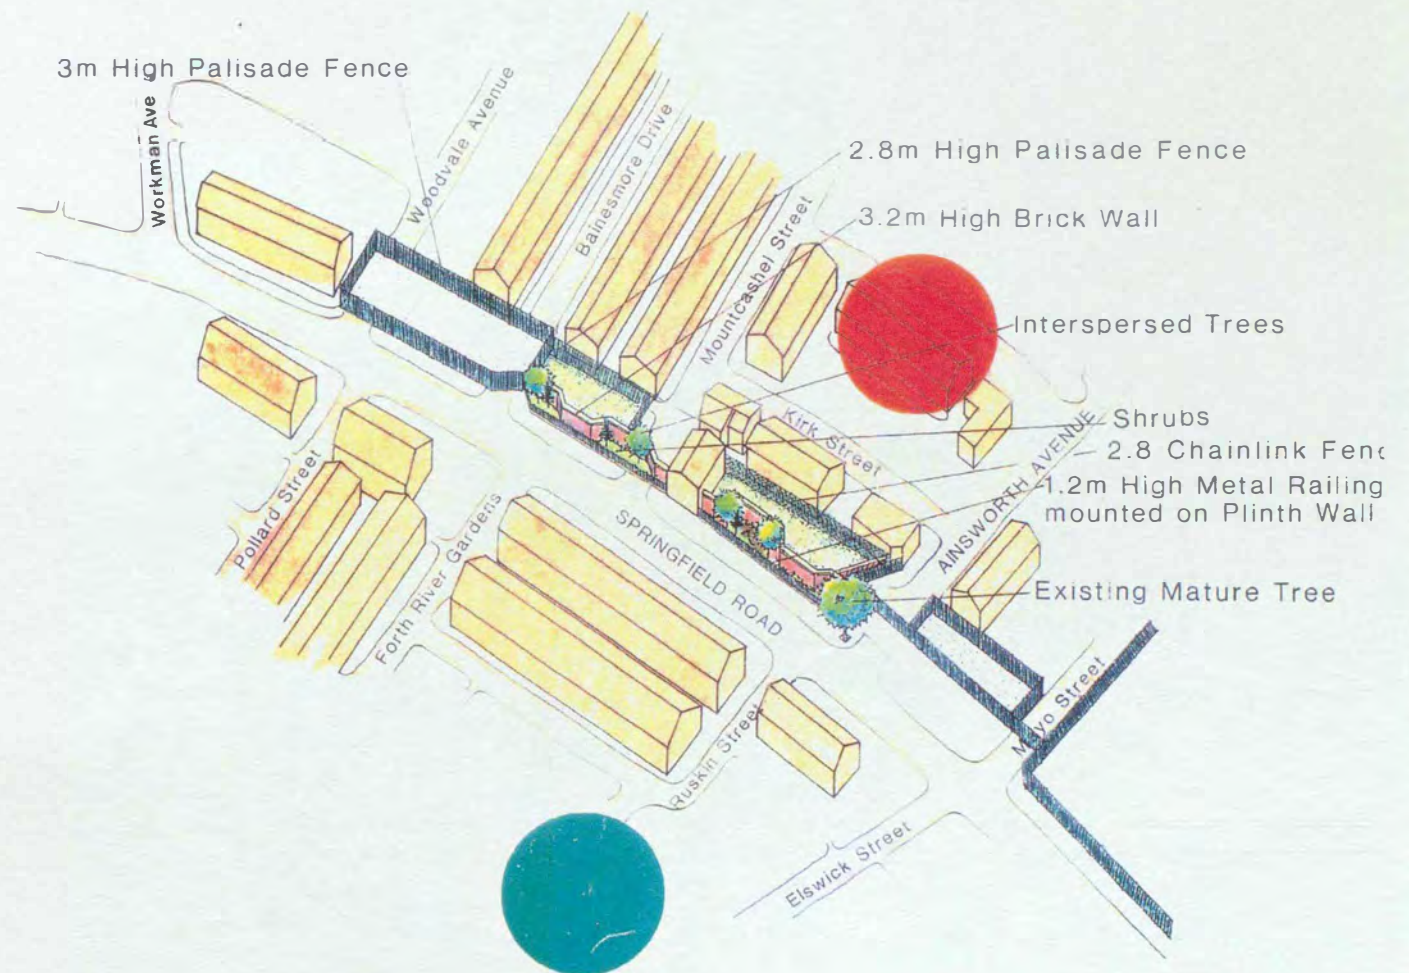 3m High Palisade Fence
Workman Ave
Woodvale Avenue
Bainesmore Drive
2.8m High Palisade Fence
Mountcashel Street
3.2m High Brick Wall
Interspersed Trees
Kirk Street
Shrubs
AINSWORTH AVENUE
2.8 Chainlink Fenc
1.2m High Metal Railing
mounted on Plinth Wall
Pollard Street
Forth River Gardens
SPRINGFIELD ROAD
Existing Mature Tree
Mayo Street
Ruskin Street
Elswick Street